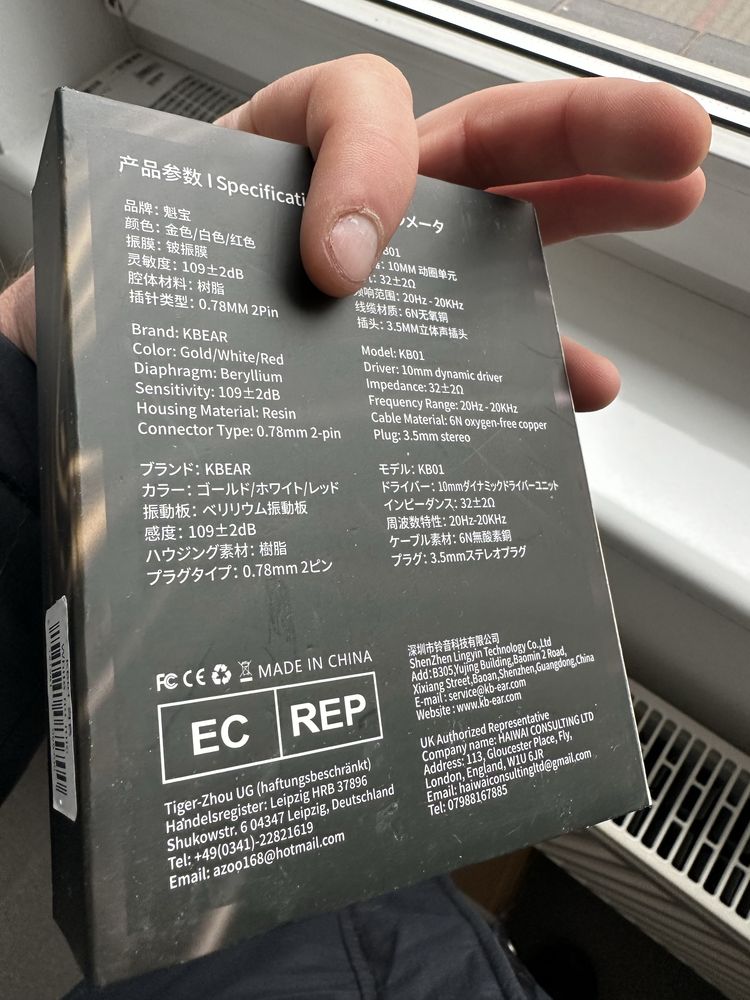 产品参数 | Specificati
メータ
品牌: 魁宝
颜色: 金色/白色/红色
振膜: 铍振膜
灵敏度: 109±2dB
腔体材料: 树脂
插针类型: 0.78MM 2Pin
B01
10MM 动圈单元
32±2Ω
频响范围: 20Hz - 20KHz
线缆材质: 6N无氧铜
插头: 3.5MM立体声插头
Brand: KBEAR
Color: Gold/White/Red
Diaphragm: Beryllium
Sensitivity: 109±2dB
Housing Material: Resin
Connector Type: 0.78mm 2-pin
Model: KB01
Driver: 10mm dynamic driver
Impedance: 32±2Ω
Frequency Range: 20Hz - 20KHz
Cable Material: 6N oxygen-free copper
Plug: 3.5mm stereo
ブランド: KBEAR
カラー: ゴールド/ホワイト/レッド
振動板: ベリリウム振動板
感度: 109±2dB
ハウジング素材: 樹脂
プラグタイプ: 0.78mm 2ピン
モデル: KB01
ドライバー: 10mmダイナミックドライバーユニット
インピーダンス: 32±2Ω
周波数特性: 20Hz-20KHz
ケーブル素材: 6N無酸素銅
プラグ: 3.5mmステレオプラグ
FC CE MADE IN CHINA
EC REP
Tiger-Zhou UG (haftungsbeschränkt)
Handelsregister: Leipzig HRB 37896
Shukowstr. 6 04347 Leipzig, Deutschland
Tel: +49(0341)-22821619
Email: azoo168@hotmail.com
深圳市铃音科技有限公司
ShenZhen Lingyin Technology Co.,Ltd
Add:B305,Yujing Building,Baomin 2 Road,
Xixiang Street,Baoan,Shenzhen,Guangdong,China
E-mail: service@kb-ear.com
Website: www.kb-ear.com
UK Authorized Representative
Company name: HAIWAI CONSULTING LTD
Address: 113, Gloucester Place, Fly,
London, England, W1U 6JR
Email: haiwaiconsultingltd@gmail.com
Tel: 07988167885